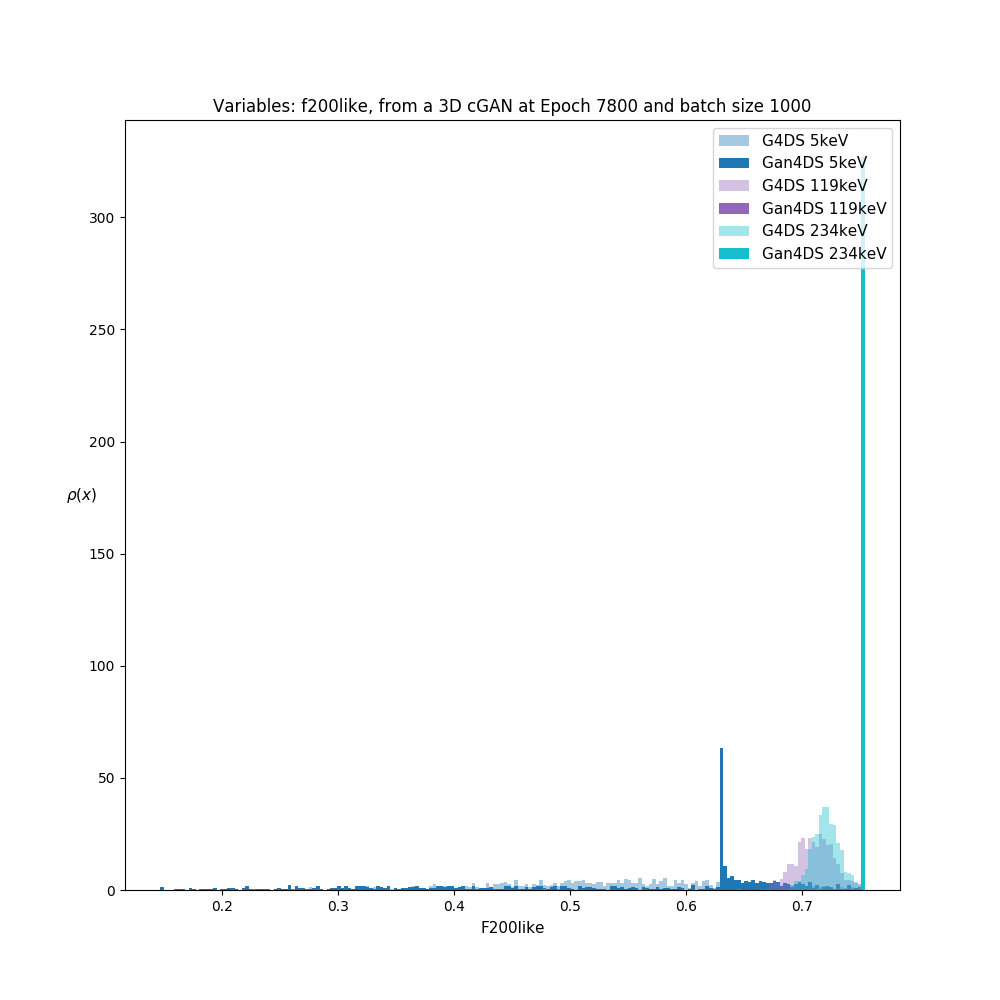 Variables: f200like, from a 3D cGAN at Epoch 7800 and batch size 1000
G4DS 5keV
Gan4DS 5keV
G4DS 119keV
Gan4DS 119keV
G4DS 234keV
Gan4DS 234keV
300
250
200
ρ(x)
150
100
50
0
0.2 0.3 0.4 0.5 0.6 0.7
F200like